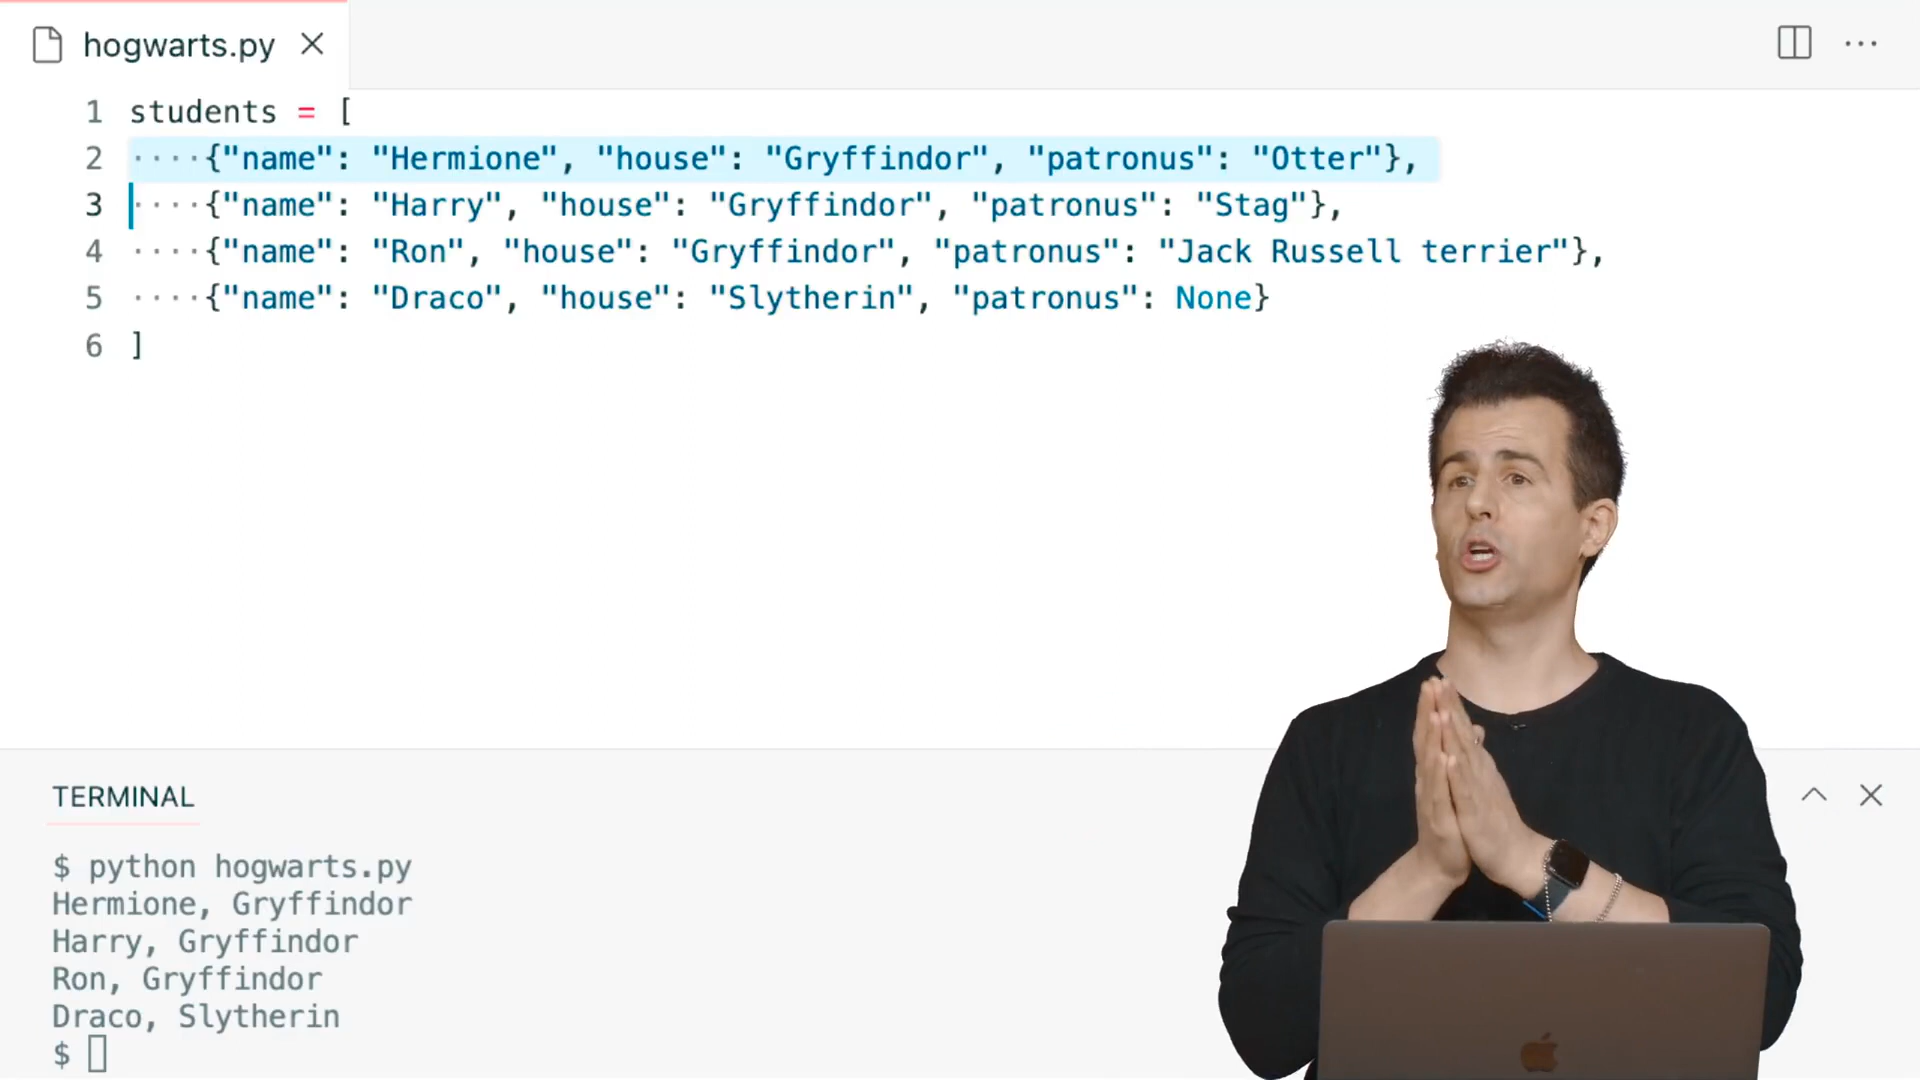 hogwarts.py
1 students = [
2 ····{"name": "Hermione", "house": "Gryffindor", "patronus": "Otter"},
3 ····{"name": "Harry", "house": "Gryffindor", "patronus": "Stag"},
4 ····{"name": "Ron", "house": "Gryffindor", "patronus": "Jack Russell terrier"},
5 ····{"name": "Draco", "house": "Slytherin", "patronus": None}
6 ]
TERMINAL
$ python hogwarts.py
Hermione, Gryffindor
Harry, Gryffindor
Ron, Gryffindor
Draco, Slytherin
$